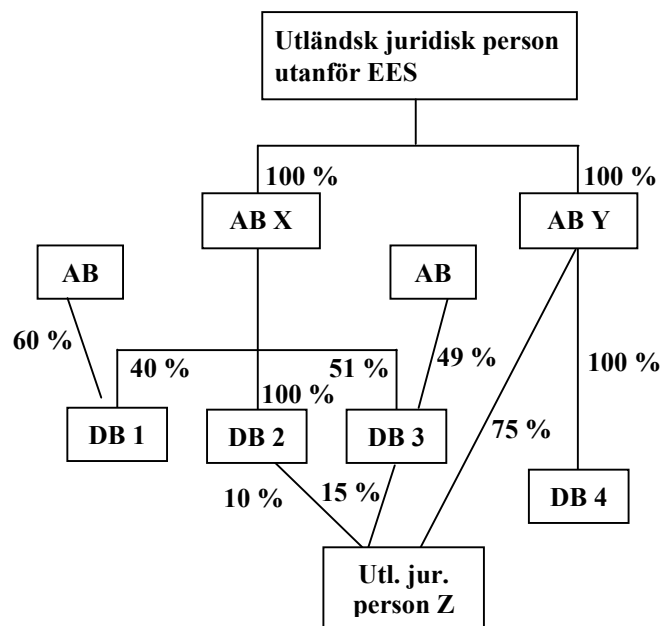 Utländsk juridisk person
utanför EES
100 %
100 %
AB X
AB Y
AB
AB
60 %
40 %
51 %
49 %
100 %
100 %
DB 1
DB 2
DB 3
75 %
10 %
15 %
DB 4
Utl. jur.
person Z